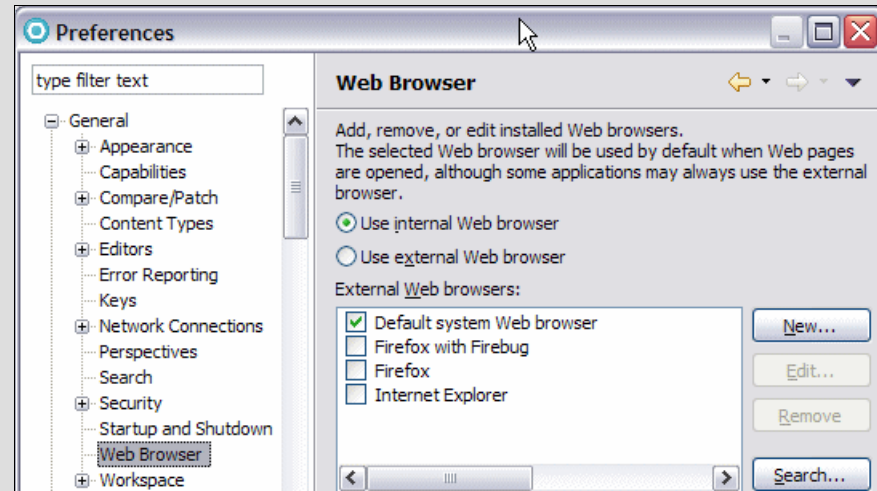 Preferences
type filter text
General
Appearance
Capabilities
Compare/Patch
Content Types
Editors
Error Reporting
Keys
Network Connections
Perspectives
Search
Security
Startup and Shutdown
Web Browser
Workspace
Web Browser
Add, remove, or edit installed Web browsers.
The selected Web browser will be used by default when Web pages
are opened, although some applications may always use the external
browser.
Use internal Web browser
Use external Web browser
External Web browsers:
Default system Web browser
Firefox with Firebug
Firefox
Internet Explorer
New...
Edit...
Remove
Search...